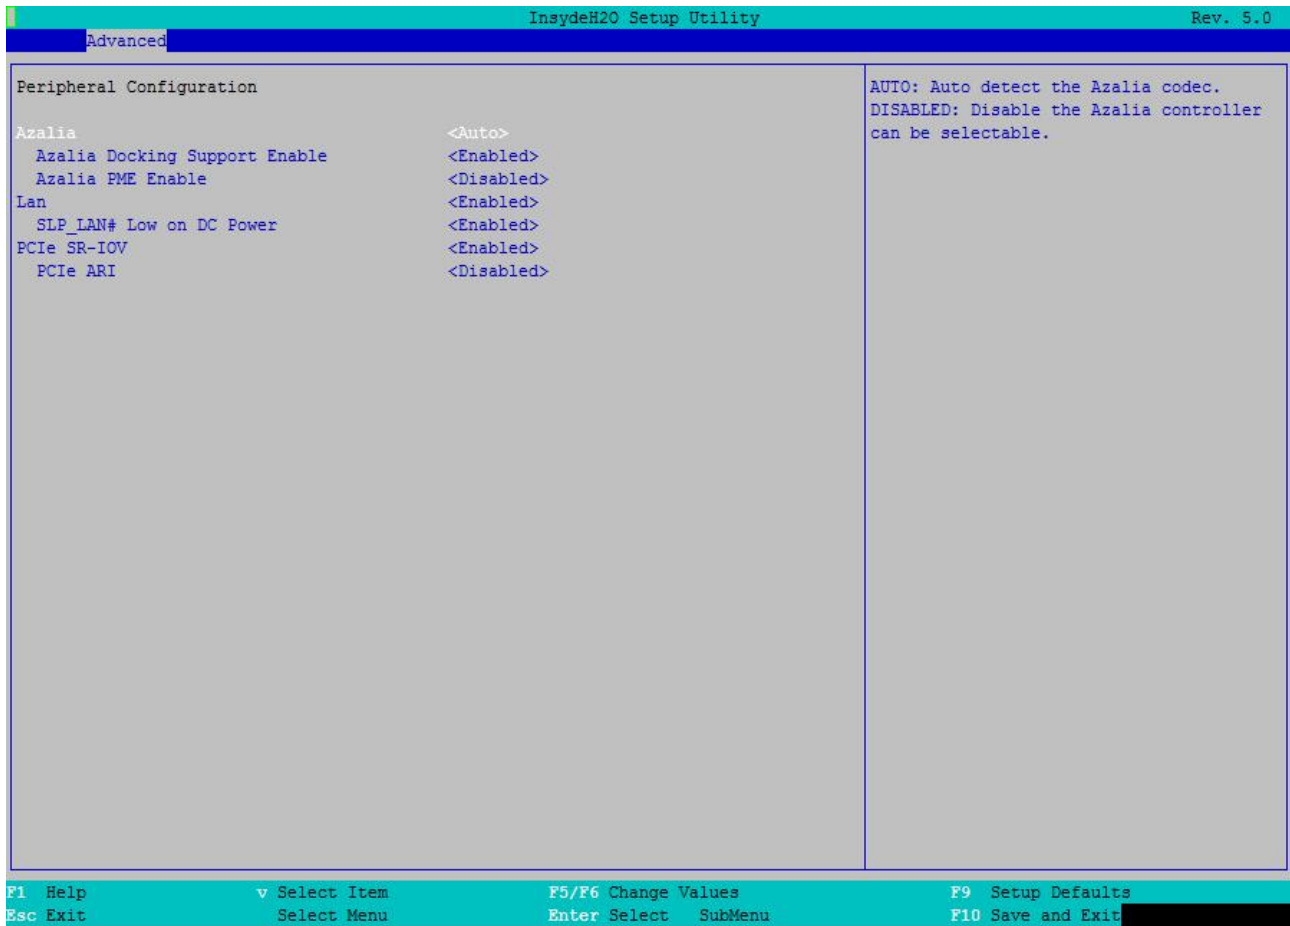 InsydeH2O Setup Utility Rev. 5.0
Advanced
Peripheral Configuration
Azalia <Auto>
Azalia Docking Support Enable <Enabled>
Azalia PME Enable <Disabled>
Lan <Enabled>
SLP_LAN# Low on DC Power <Enabled>
PCIe SR-IOV <Enabled>
PCIe ARI <Disabled>
AUTO: Auto detect the Azalia codec.
DISABLED: Disable the Azalia controller
can be selectable.
F1 Help v Select Item F5/F6 Change Values F9 Setup Defaults
Esc Exit Select Menu Enter Select SubMenu F10 Save and Exit